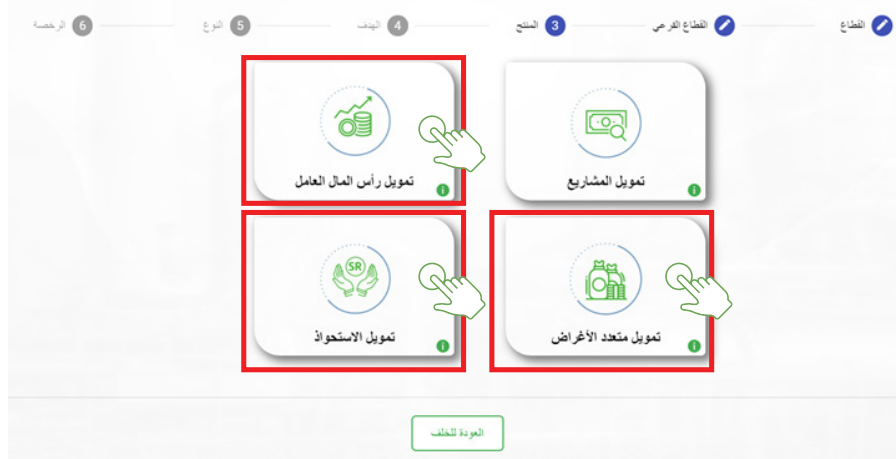 القطاع
القطاع الفرعي
3 المنتج
4 الهدف
5 النوع
6 الرخصة
تمويل المشاريع
تمويل رأس المال العامل
تمويل متعدد الأغراض
SR
تمويل الاستحواذ
العودة للخلف